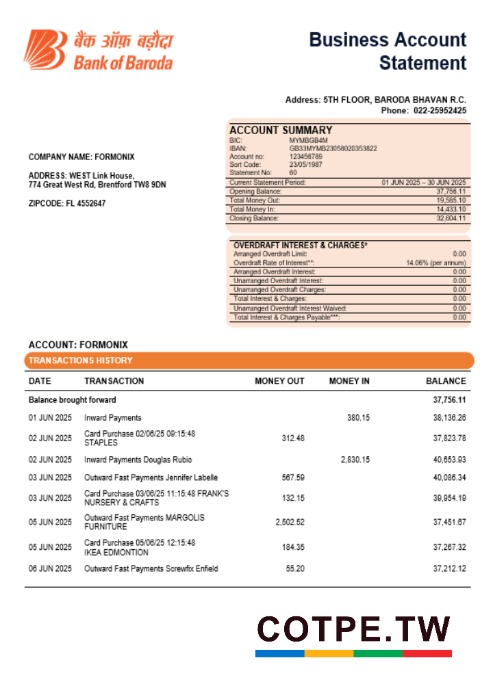 बैंक ऑफ़ बड़ौदा
Bank of Baroda
Business Account
Statement
Address: 5TH FLOOR, BARODA BHAVAN R.C.
Phone: 022-25952425
COMPANY NAME: FORMONIX
ADDRESS: WEST Link House,
774 Great West Rd, Brentford TW8 9DN
ZIPCODE: FL 4552647
ACCOUNT SUMMARY
BIC: MYMBGB4M
IBAN: GB33MYMB23058020353822
Account no: 123456789
Sort Code: 23/05/1987
Statement No: 60
Current Statement Period: 01 JUN 2025 – 30 JUN 2025
Opening Balance: 37,756.11
Total Money Out: 19,565.10
Total Money In: 14,433.10
Closing Balance: 32,604.11
OVERDRAFT INTEREST & CHARGES*
Arranged Overdraft Limit: 0.00
Overdraft Rate of Interest**: 14.06% (per annum)
Arranged Overdraft Interest: 0.00
Unarranged Overdraft Interest: 0.00
Unarranged Overdraft Charges: 0.00
Total Interest & Charges: 0.00
Unarranged Overdraft Interest Waived: 0.00
Total Interest & Charges Payable***: 0.00
ACCOUNT: FORMONIX
TRANSACTIONS HISTORY
DATE TRANSACTION MONEY OUT MONEY IN BALANCE
Balance brought forward 37,756.11
01 JUN 2025 Inward Payments 380.15 38,136.26
02 JUN 2025 Card Purchase 02/06/25 09:15:48 312.48 37,823.78
STAPLES
02 JUN 2025 Inward Payments Douglas Rubio 2,830.15 40,653.93
03 JUN 2025 Outward Fast Payments Jennifer Labelle 567.59 40,086.34
03 JUN 2025 Card Purchase 03/06/25 11:15:48 FRANK'S 132.15 39,954.19
NURSERY & CRAFTS
05 JUN 2025 Outward Fast Payments MARGOLIS 2,502.52 37,451.67
FURNITURE
05 JUN 2025 Card Purchase 05/06/25 12:15:48 184.35 37,267.32
IKEA EDMONTION
06 JUN 2025 Outward Fast Payments Screwfix Enfield 55.20 37,212.12
COTPE.TW